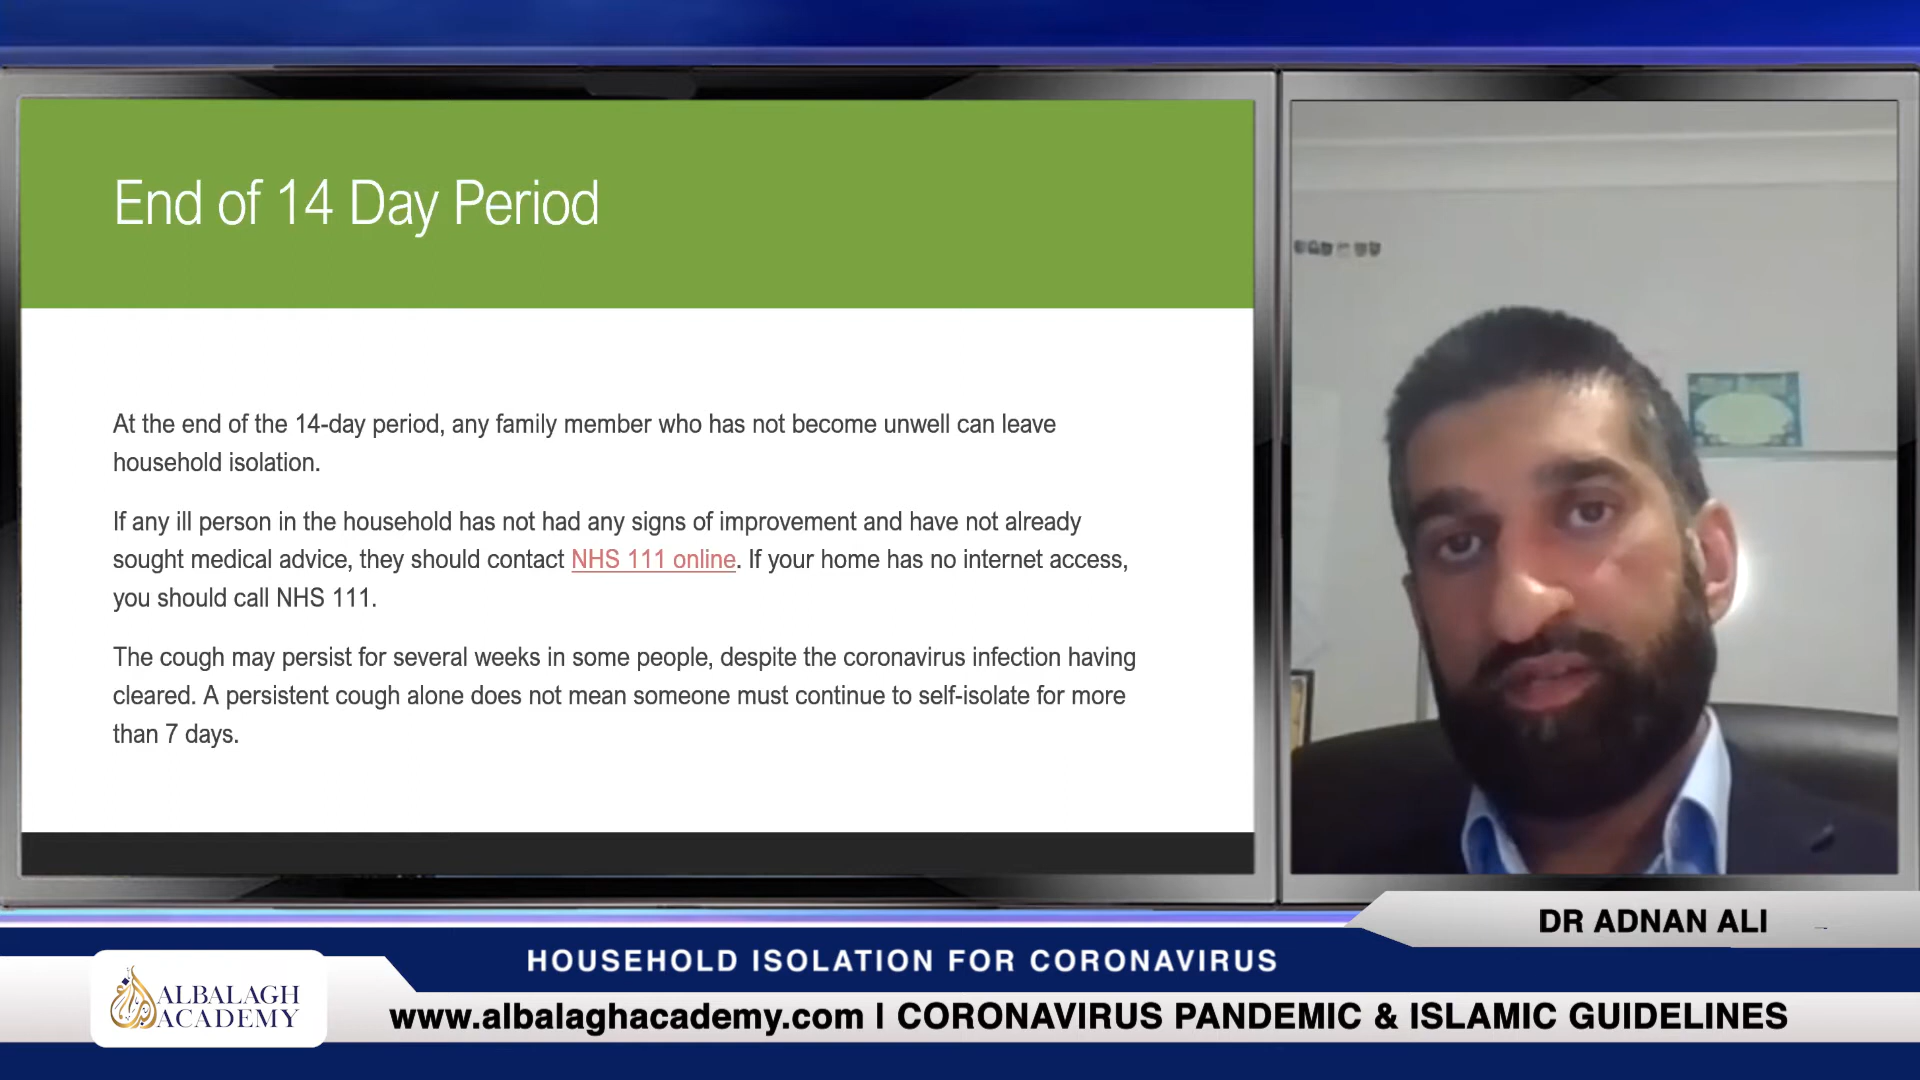 End of 14 Day Period
At the end of the 14-day period, any family member who has not become unwell can leave
household isolation.
If any ill person in the household has not had any signs of improvement and have not already
sought medical advice, they should contact NHS 111 online. If your home has no internet access,
you should call NHS 111.
The cough may persist for several weeks in some people, despite the coronavirus infection having
cleared. A persistent cough alone does not mean someone must continue to self-isolate for more
than 7 days.
DR ADNAN ALI
HOUSEHOLD ISOLATION FOR CORONAVIRUS
ALBALAGH
ACADEMY
www.albalaghacademy.com | CORONAVIRUS PANDEMIC & ISLAMIC GUIDELINES